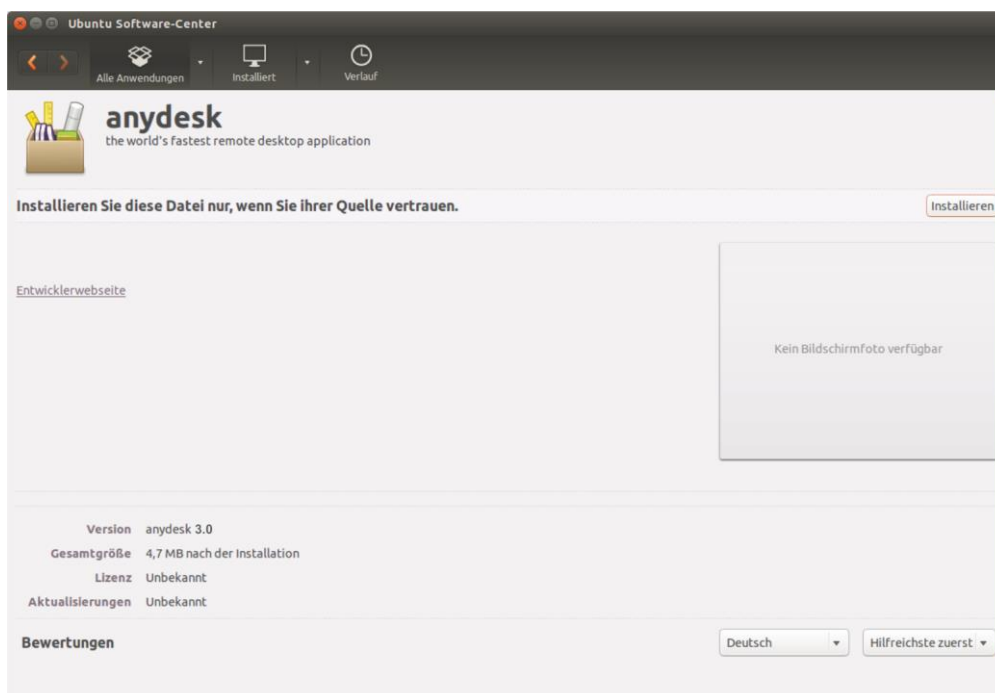 Ubuntu Software-Center
Alle Anwendungen
Installiert
Verlauf
anydesk
the world's fastest remote desktop application
Installieren Sie diese Datei nur, wenn Sie ihrer Quelle vertrauen.
Installieren
Entwicklerwebseite
Kein Bildschirmfoto verfügbar
Version anydesk 3.0
Gesamtgröße 4,7 MB nach der Installation
Lizenz Unbekannt
Aktualisierungen Unbekannt
Bewertungen
Deutsch
Hilfreichste zuerst